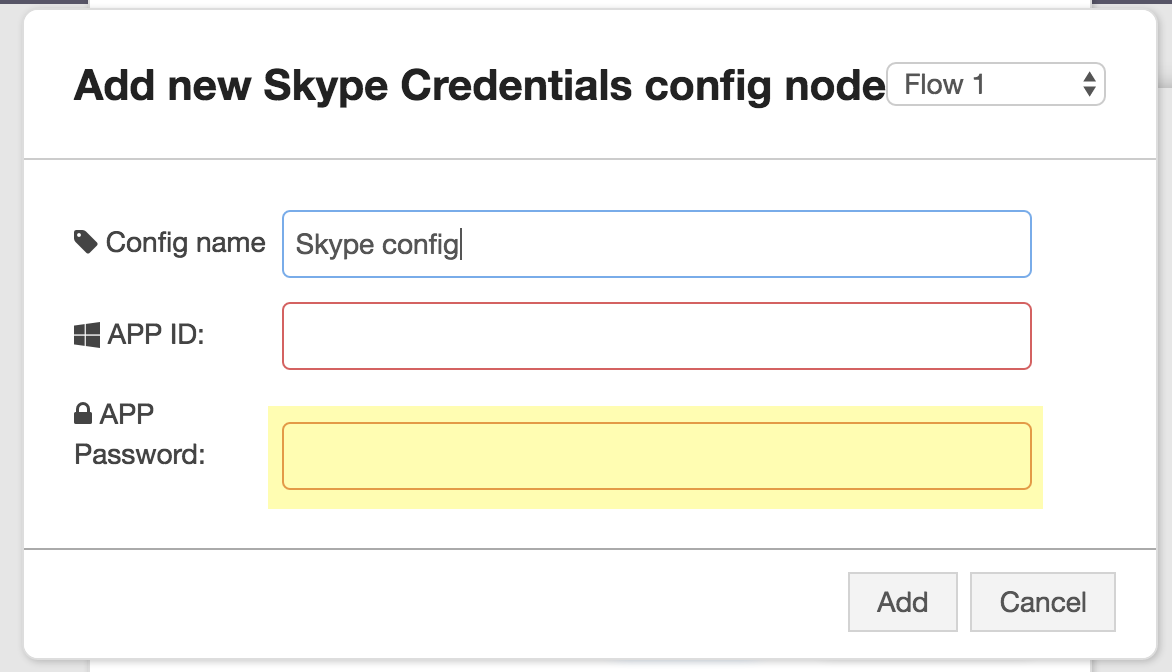 Add new Skype Credentials config node
Flow 1
Config name
Skype config
APP ID:
APP
Password:
Add
Cancel